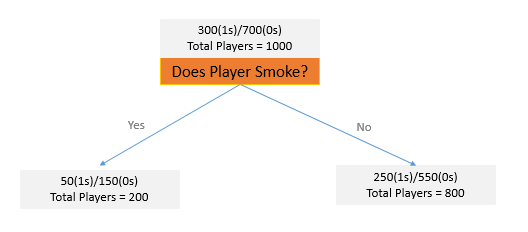 300(1s)/700(0s)
Total Players = 1000
Does Player Smoke?
Yes
No
50(1s)/150(0s)
Total Players = 200
250(1s)/550(0s)
Total Players = 800